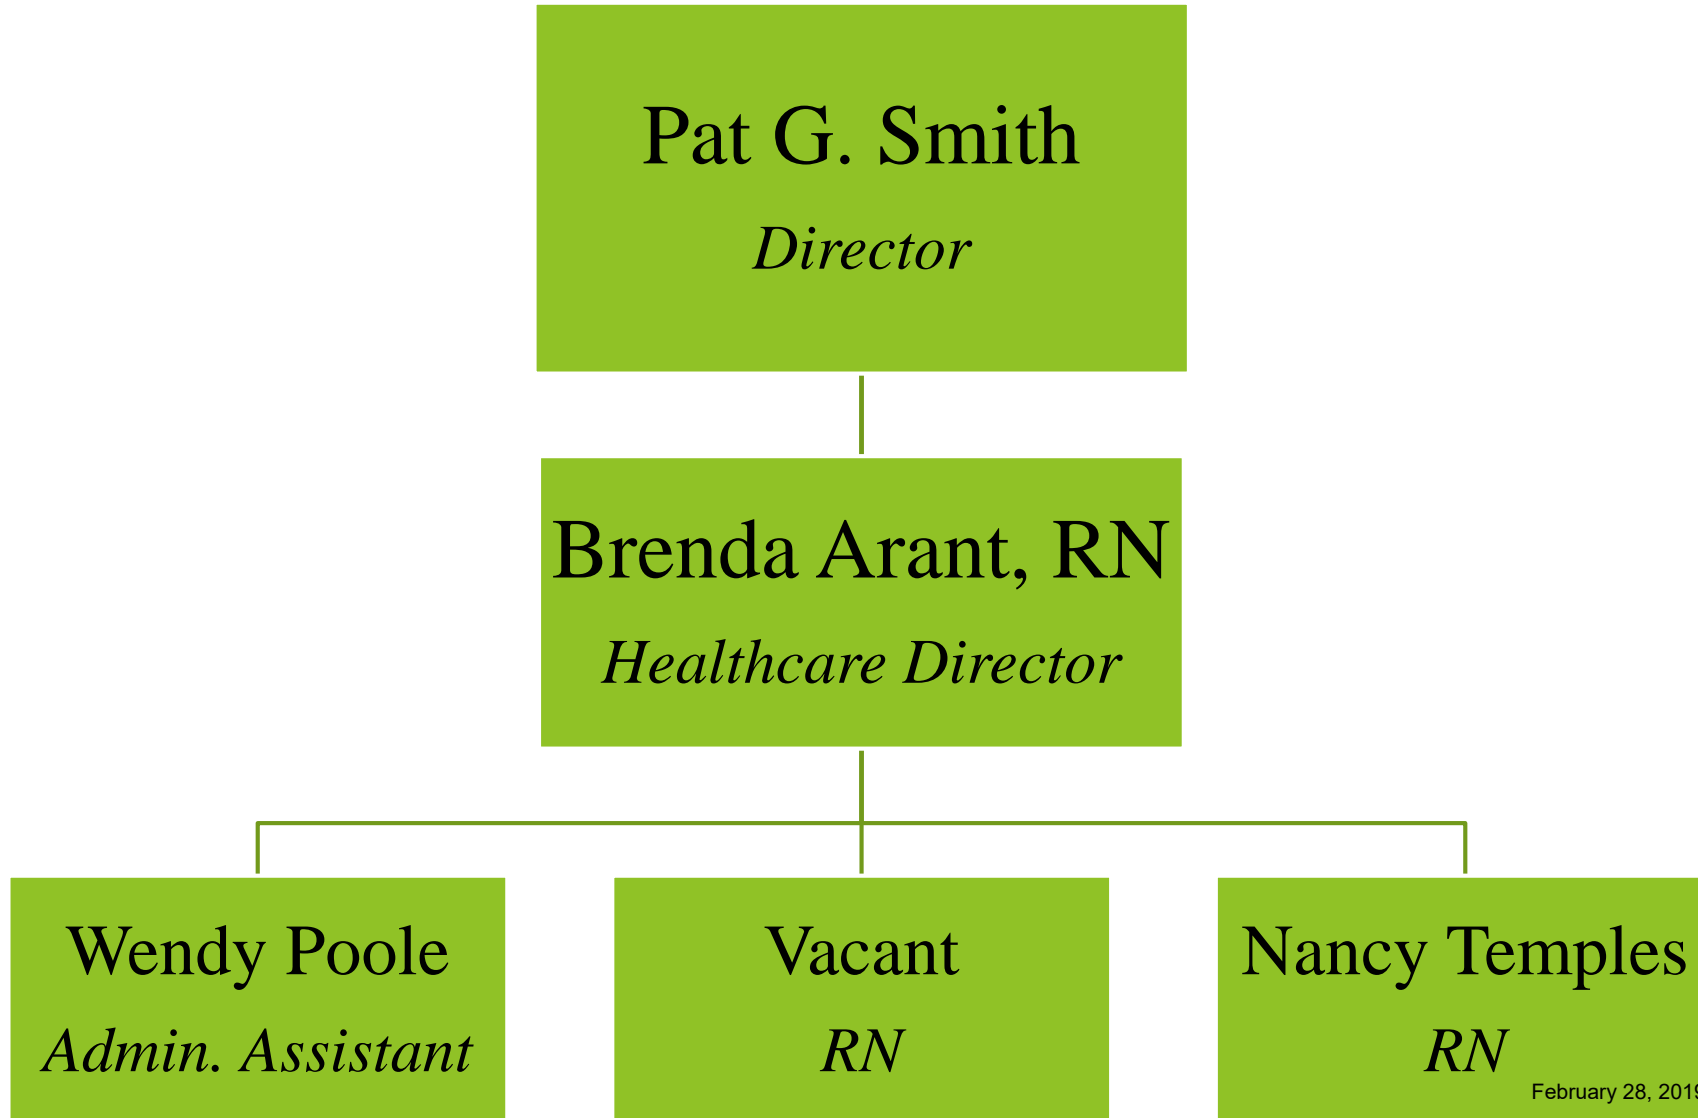 Pat G. Smith
Director
Brenda Arant, RN
Healthcare Director
Wendy Poole
Admin. Assistant
Vacant
RN
Nancy Temples
RN
February 28, 2019